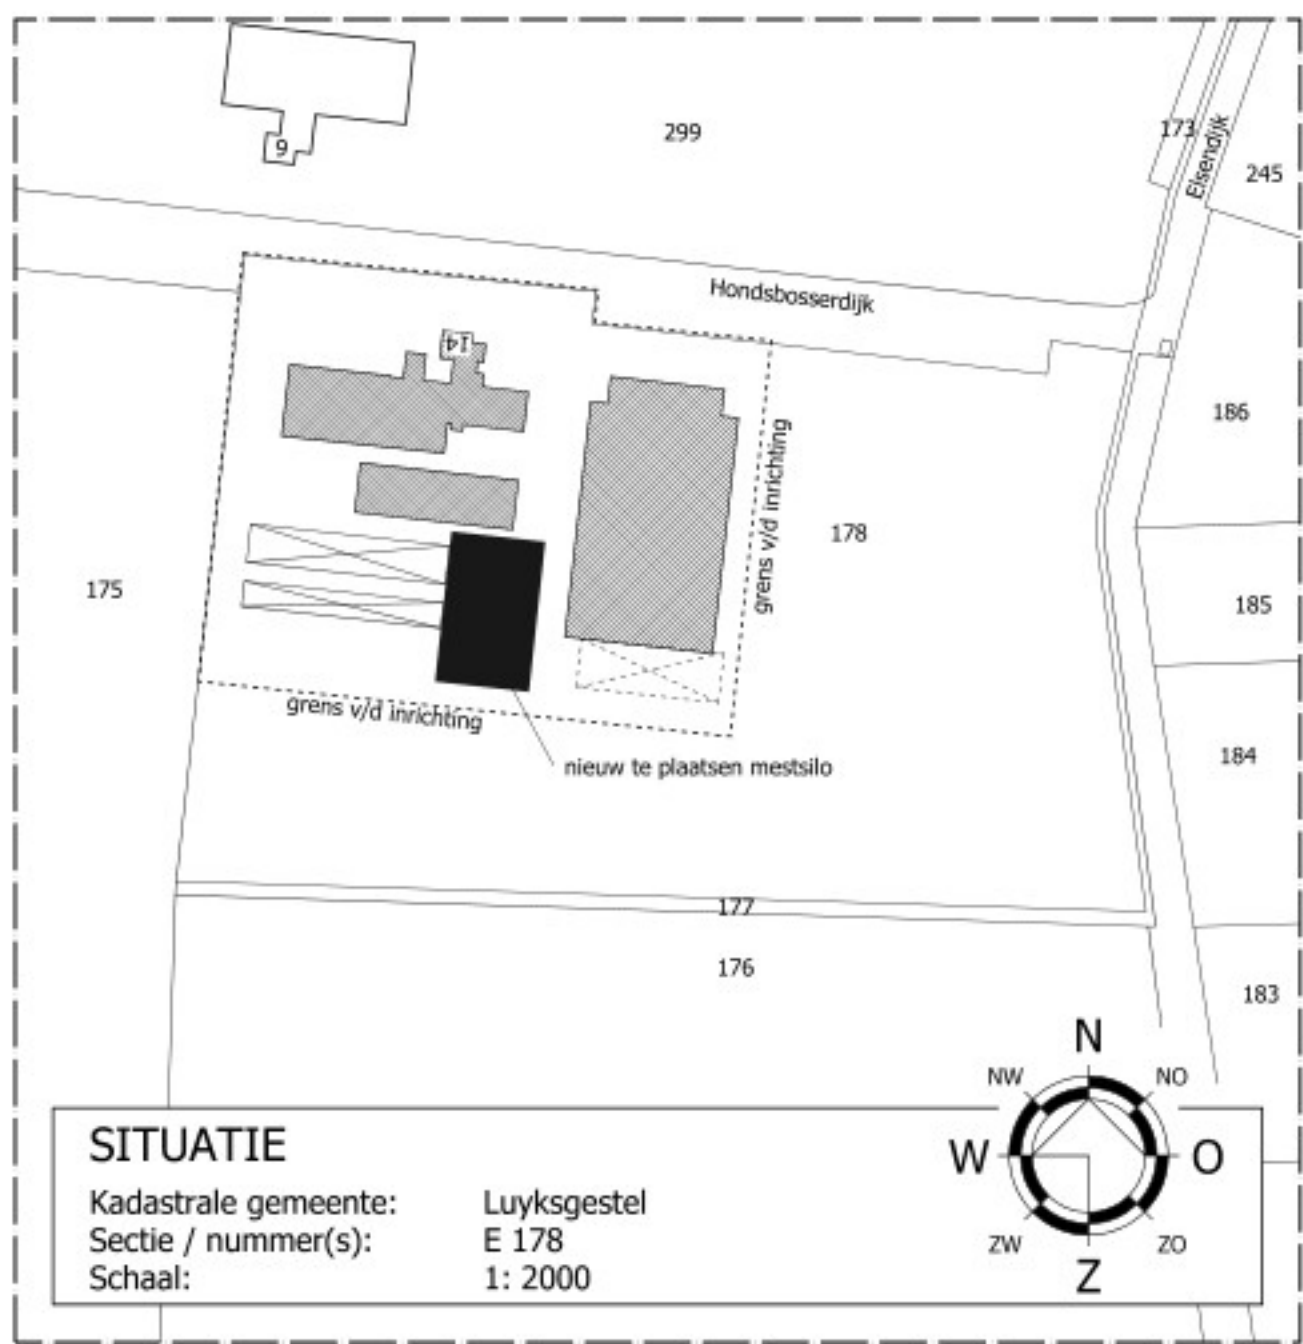 299
173
Elsendijk
245
9
Hondsbosserdijk
14
186
grens v/d inrichting
178
175
185
grens v/d inrichting
184
nieuw te plaatsen mestsilo
177
176
183
N
NW
NO
W
O
ZW
ZO
Z
SITUATIE
Kadastrale gemeente: Luyksgestel
Sectie / nummer(s): E 178
Schaal: 1: 2000